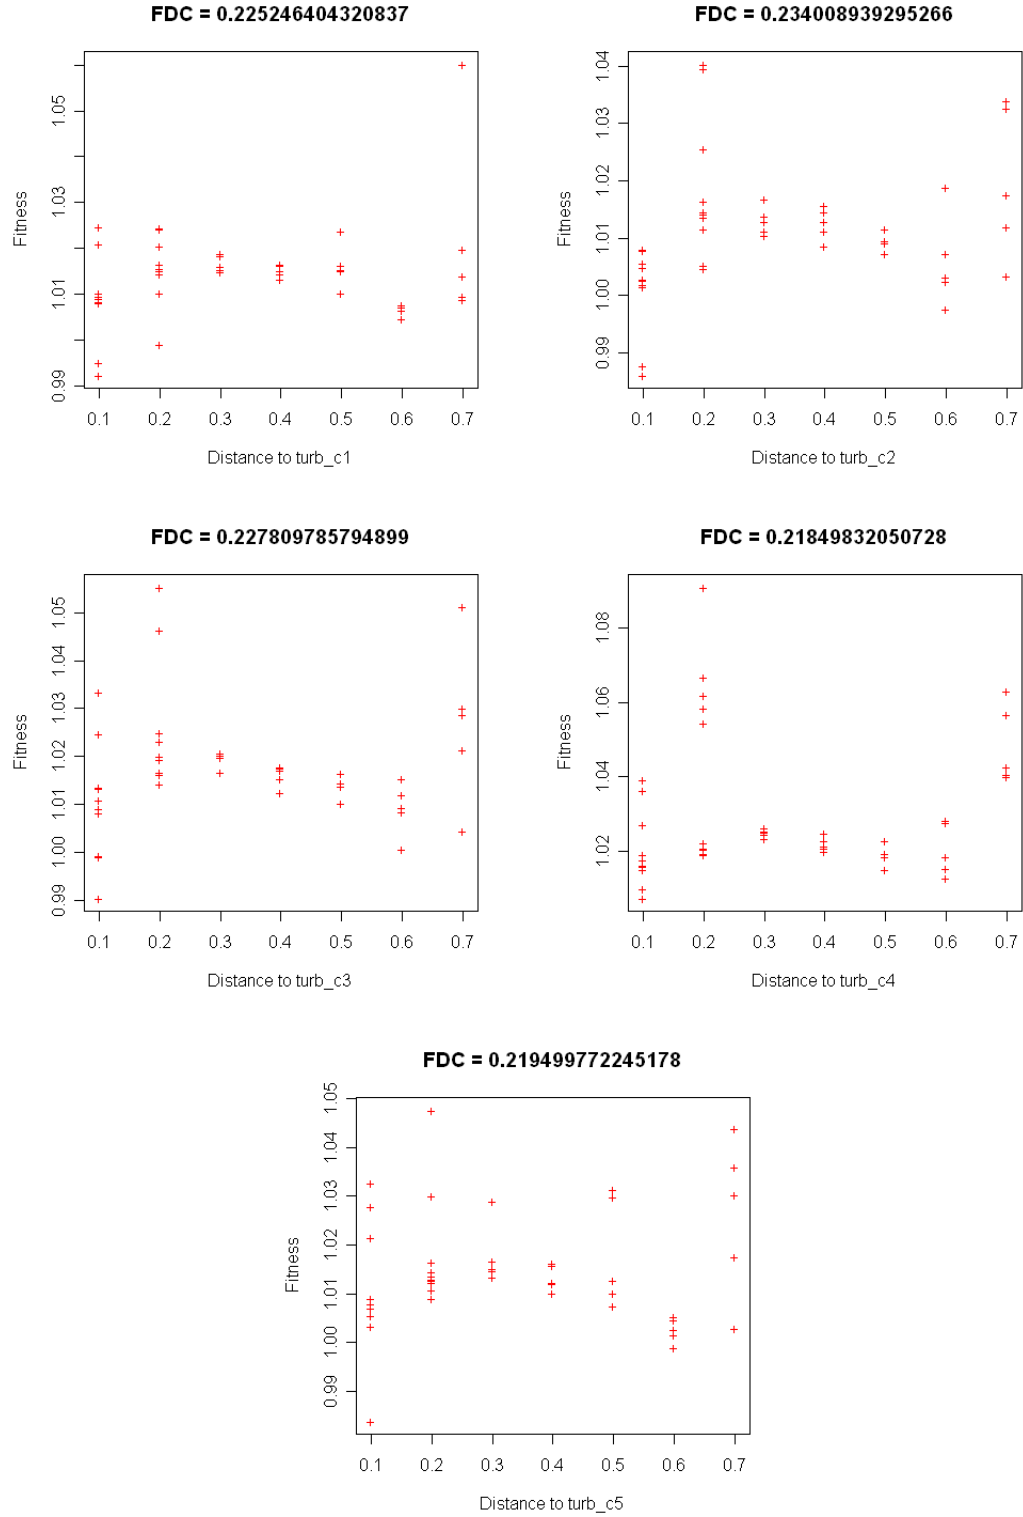 FDC = 0.225246404320837
Fitness
0.99 1.01 1.03 1.05
0.1 0.2 0.3 0.4 0.5 0.6 0.7
Distance to turb_c1
FDC = 0.234008939295266
Fitness
0.99 1.00 1.01 1.02 1.03 1.04
0.1 0.2 0.3 0.4 0.5 0.6 0.7
Distance to turb_c2
FDC = 0.227809785794899
Fitness
0.99 1.00 1.01 1.02 1.03 1.04 1.05
0.1 0.2 0.3 0.4 0.5 0.6 0.7
Distance to turb_c3
FDC = 0.21849832050728
Fitness
1.02 1.04 1.06 1.08
0.1 0.2 0.3 0.4 0.5 0.6 0.7
Distance to turb_c4
FDC = 0.219499772245178
Fitness
0.99 1.00 1.01 1.02 1.03 1.04 1.05
0.1 0.2 0.3 0.4 0.5 0.6 0.7
Distance to turb_c5